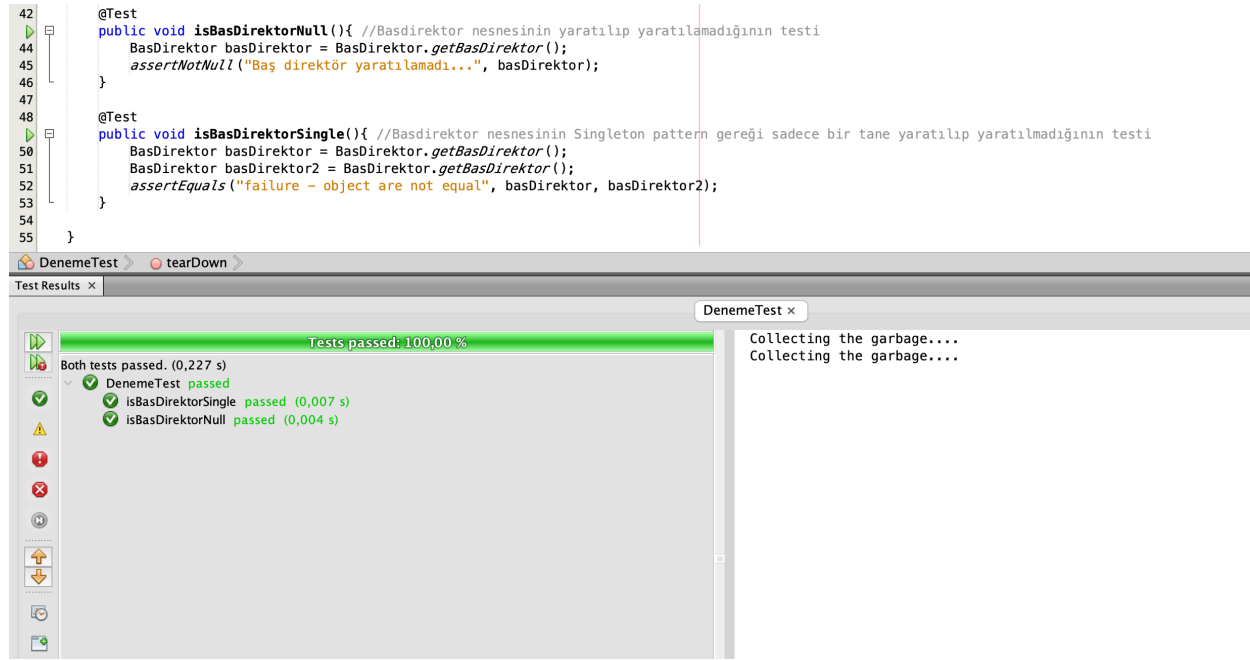 42 @Test
public void isBasDirektorNull(){ //Basdirektor nesnesinin yaratılıp yaratılamadığının testi
44 BasDirektor basDirektor = BasDirektor.getBasDirektor();
45 assertNotNull("Baş direktör yaratılamadı...", basDirektor);
46 }
47
48 @Test
public void isBasDirektorSingle(){ //Basdirektor nesnesinin Singleton pattern gereği sadece bir tane yaratılıp yaratılmadığının testi
50 BasDirektor basDirektor = BasDirektor.getBasDirektor();
51 BasDirektor basDirektor2 = BasDirektor.getBasDirektor();
52 assertEquals("failure - object are not equal", basDirektor, basDirektor2);
53 }
54
55 }
DenemeTest tearDown
Test Results ×
DenemeTest ×
Tests passed: 100,00 %
Both tests passed. (0,227 s)
DenemeTest passed
isBasDirektorSingle passed (0,007 s)
isBasDirektorNull passed (0,004 s)
Collecting the garbage....
Collecting the garbage....